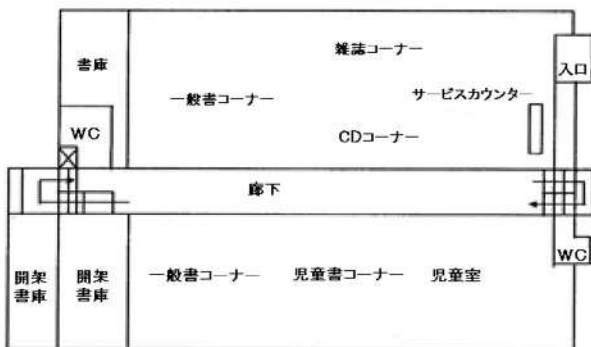 書庫
雑誌コーナー
入口
一般書コーナー
サービスカウンター
WC
CDコーナー
廊下
WC
開架
書庫
開架
書庫
一般書コーナー
児童書コーナー
児童室